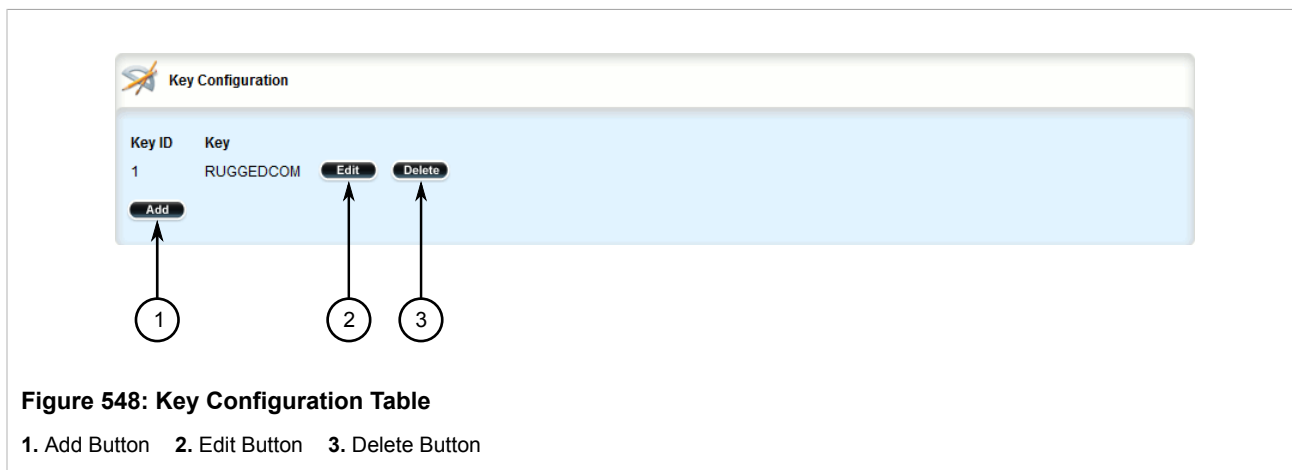 Key Configuration
Key ID Key
1 RUGGEDCOM Edit Delete
Add
1 2 3
Figure 548: Key Configuration Table
1. Add Button 2. Edit Button 3. Delete Button